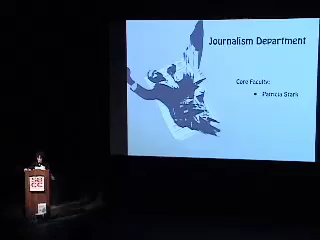 Journalism Department
Core Faculty:
• Patricia Stark